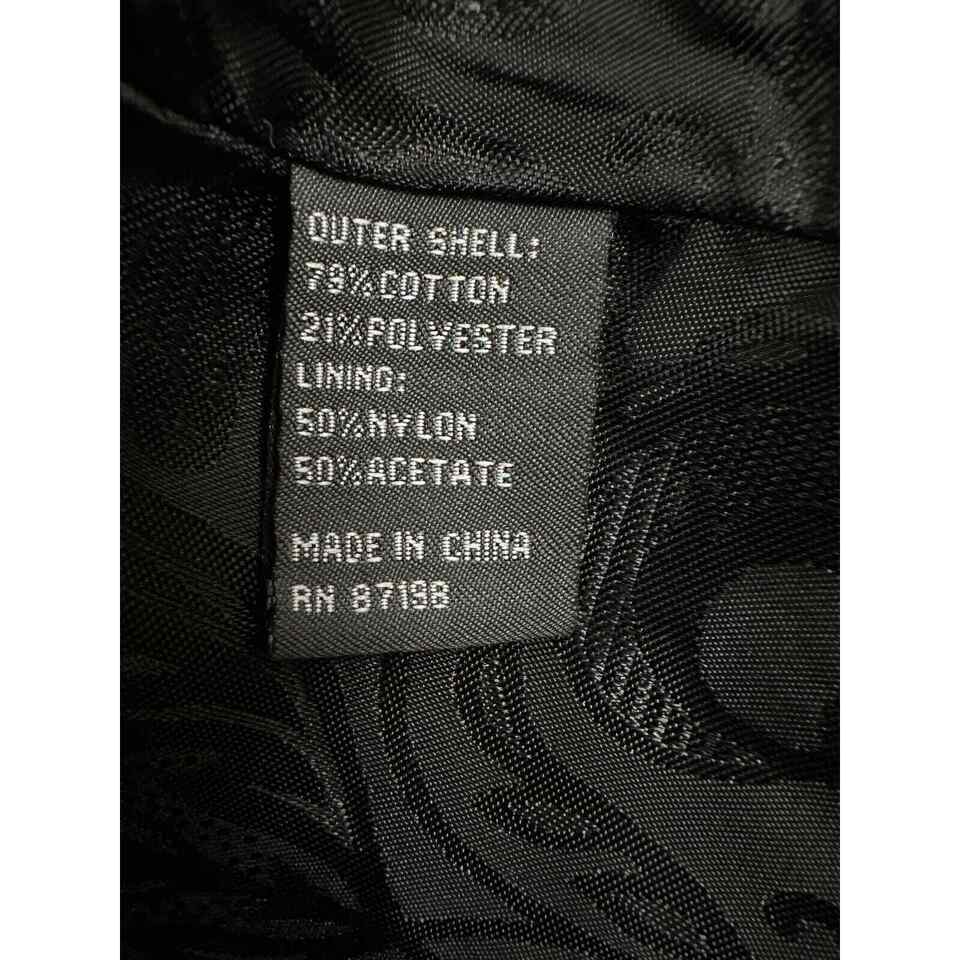 OUTER SHELL:
79%COTTON
21%POLYESTER
LINING:
50%NYLON
50%ACETATE
MADE IN CHINA
RN 87198